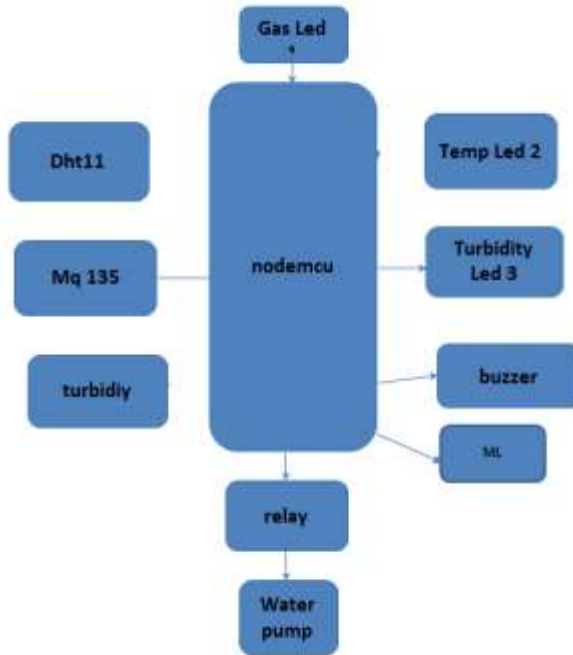 Gas Led
Dht11
Temp Led 2
Mq 135
nodemcu
Turbidity
Led 3
turbidiy
buzzer
ML
relay
Water
pump